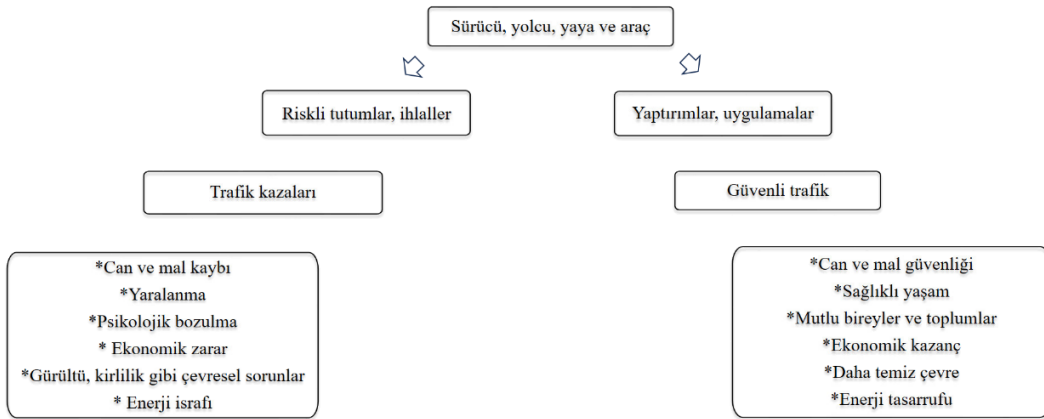 Sürücü, yolcu, yaya ve araç
Riskli tutumlar, ihlaller
Yaptırımlar, uygulamalar
Trafik kazaları
Güvenli trafik
*Can ve mal kaybı
*Yaralanma
*Psikolojik bozulma
* Ekonomik zarar
*Gürültü, kirlilik gibi çevresel sorunlar
* Enerji israfı
*Can ve mal güvenliği
*Sağlıklı yaşam
*Mutlu bireyler ve toplumlar
*Ekonomik kazanç
*Daha temiz çevre
*Enerji tasarrufu